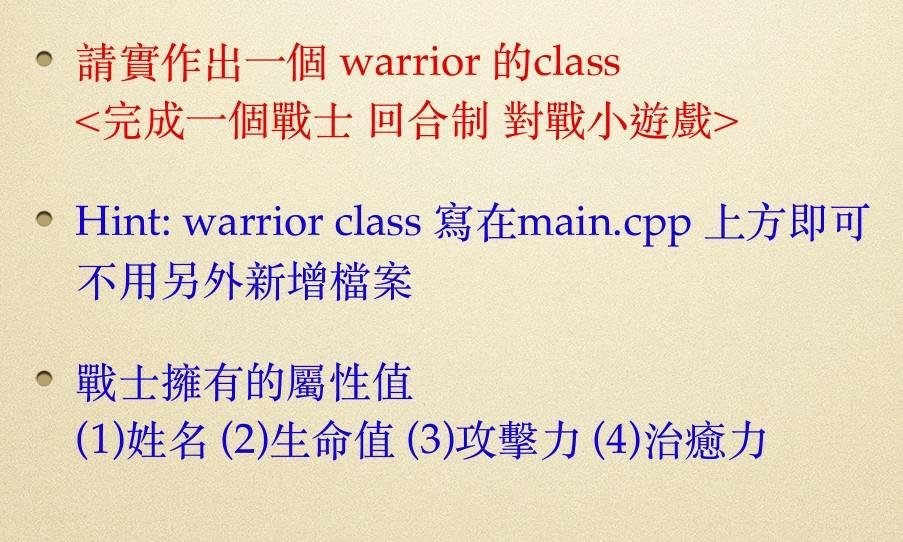 請實作出一個 warrior 的class
<完成一個戰士 回合制 對戰小遊戲>
Hint: warrior class 寫在main.cpp 上方即可
不用另外新增檔案
戰士擁有的屬性值
(1)姓名 (2)生命值 (3)攻擊力 (4)治癒力